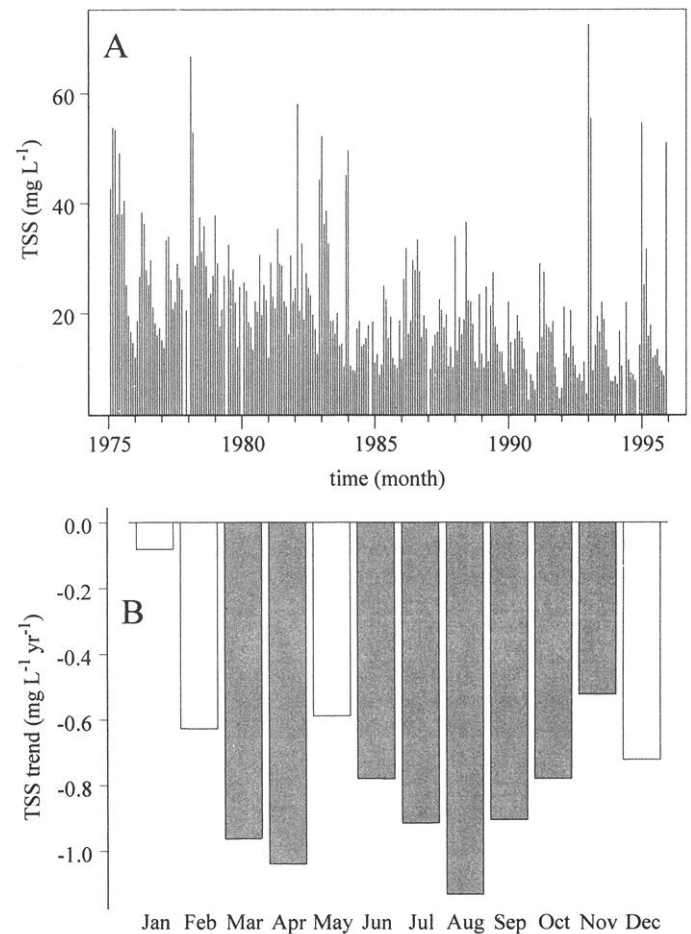 A
TSS (mg L-1)
60
40
20
1975 1980 1985 1990 1995
time (month)
B
TSS trend (mg L-1 yr-1)
0.0
-0.2
-0.4
-0.6
-0.8
-1.0
Jan Feb Mar Apr May Jun Jul Aug Sep Oct Nov Dec